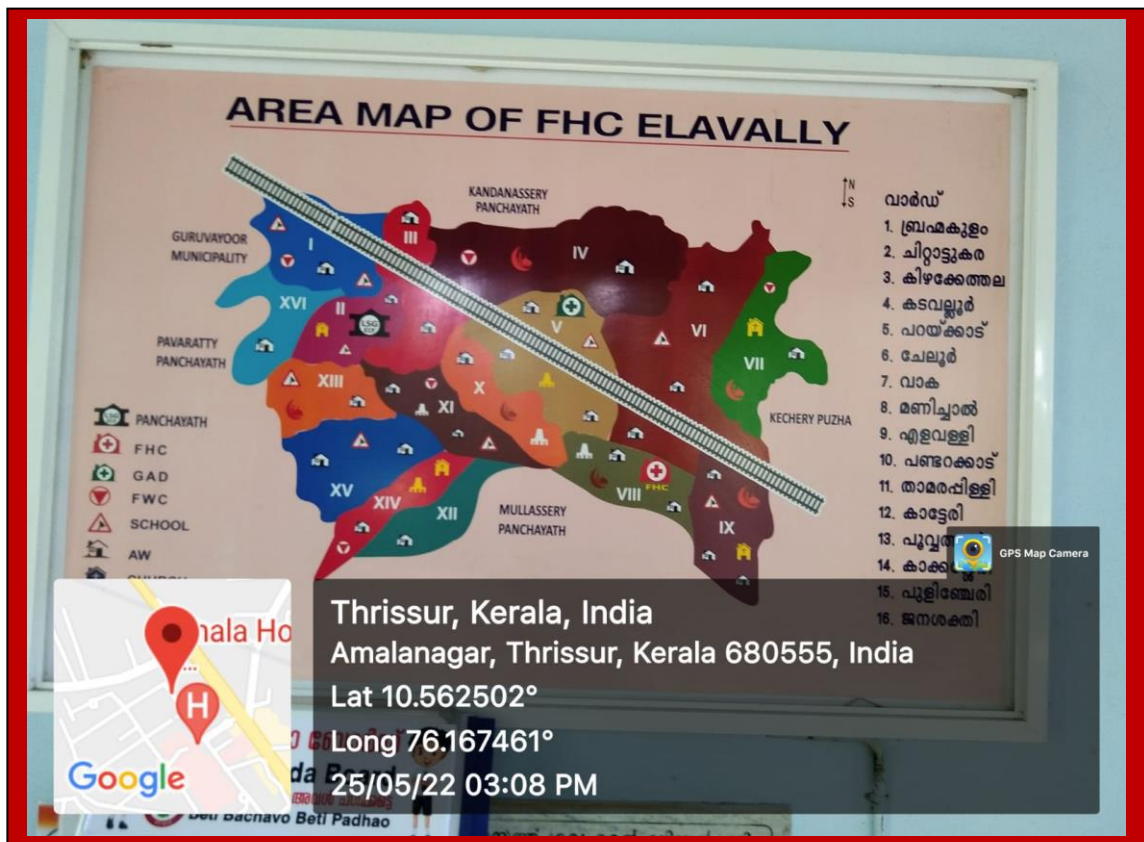 AREA MAP OF FHC ELAVALLY
KANDANASSERY
PANCHAYATH
N
S
GURUVAYOOR
MUNICIPALITY
I
III
IV
XVI
II
LSG
V
VI
VII
PAVARATTY
PANCHAYATH
XIII
X
XI
KECHERY PUZHA
XV
XIV
XII
VIII
FHC
IX
MULLASSERY
PANCHAYATH
LSG PANCHAYATH
FHC
GAD
FWC
SCHOOL
AW
വാർഡ്
1. ബ്രഹ്മകുളം
2. ചിറ്റാട്ടുകര
3. കിഴക്കേത്തല
4. കടവല്ലൂർ
5. പറയ്ക്കാട്
6. ചേലൂർ
7. വാക
8. മണിച്ചാൽ
9. എളവള്ളി
10. പണ്ടറക്കാട്
11. താമരപ്പിള്ളി
12. കാട്ടേരി
13.
14.
15. പുളിഞ്ചേരി
16. ജനശക്തി
GPS Map Camera
nala Ho
H
Google
Thrissur, Kerala, India
Amalanagar, Thrissur, Kerala 680555, India
Lat 10.562502°
Long 76.167461°
25/05/22 03:08 PM
Beti Bachavo Beti Padhao